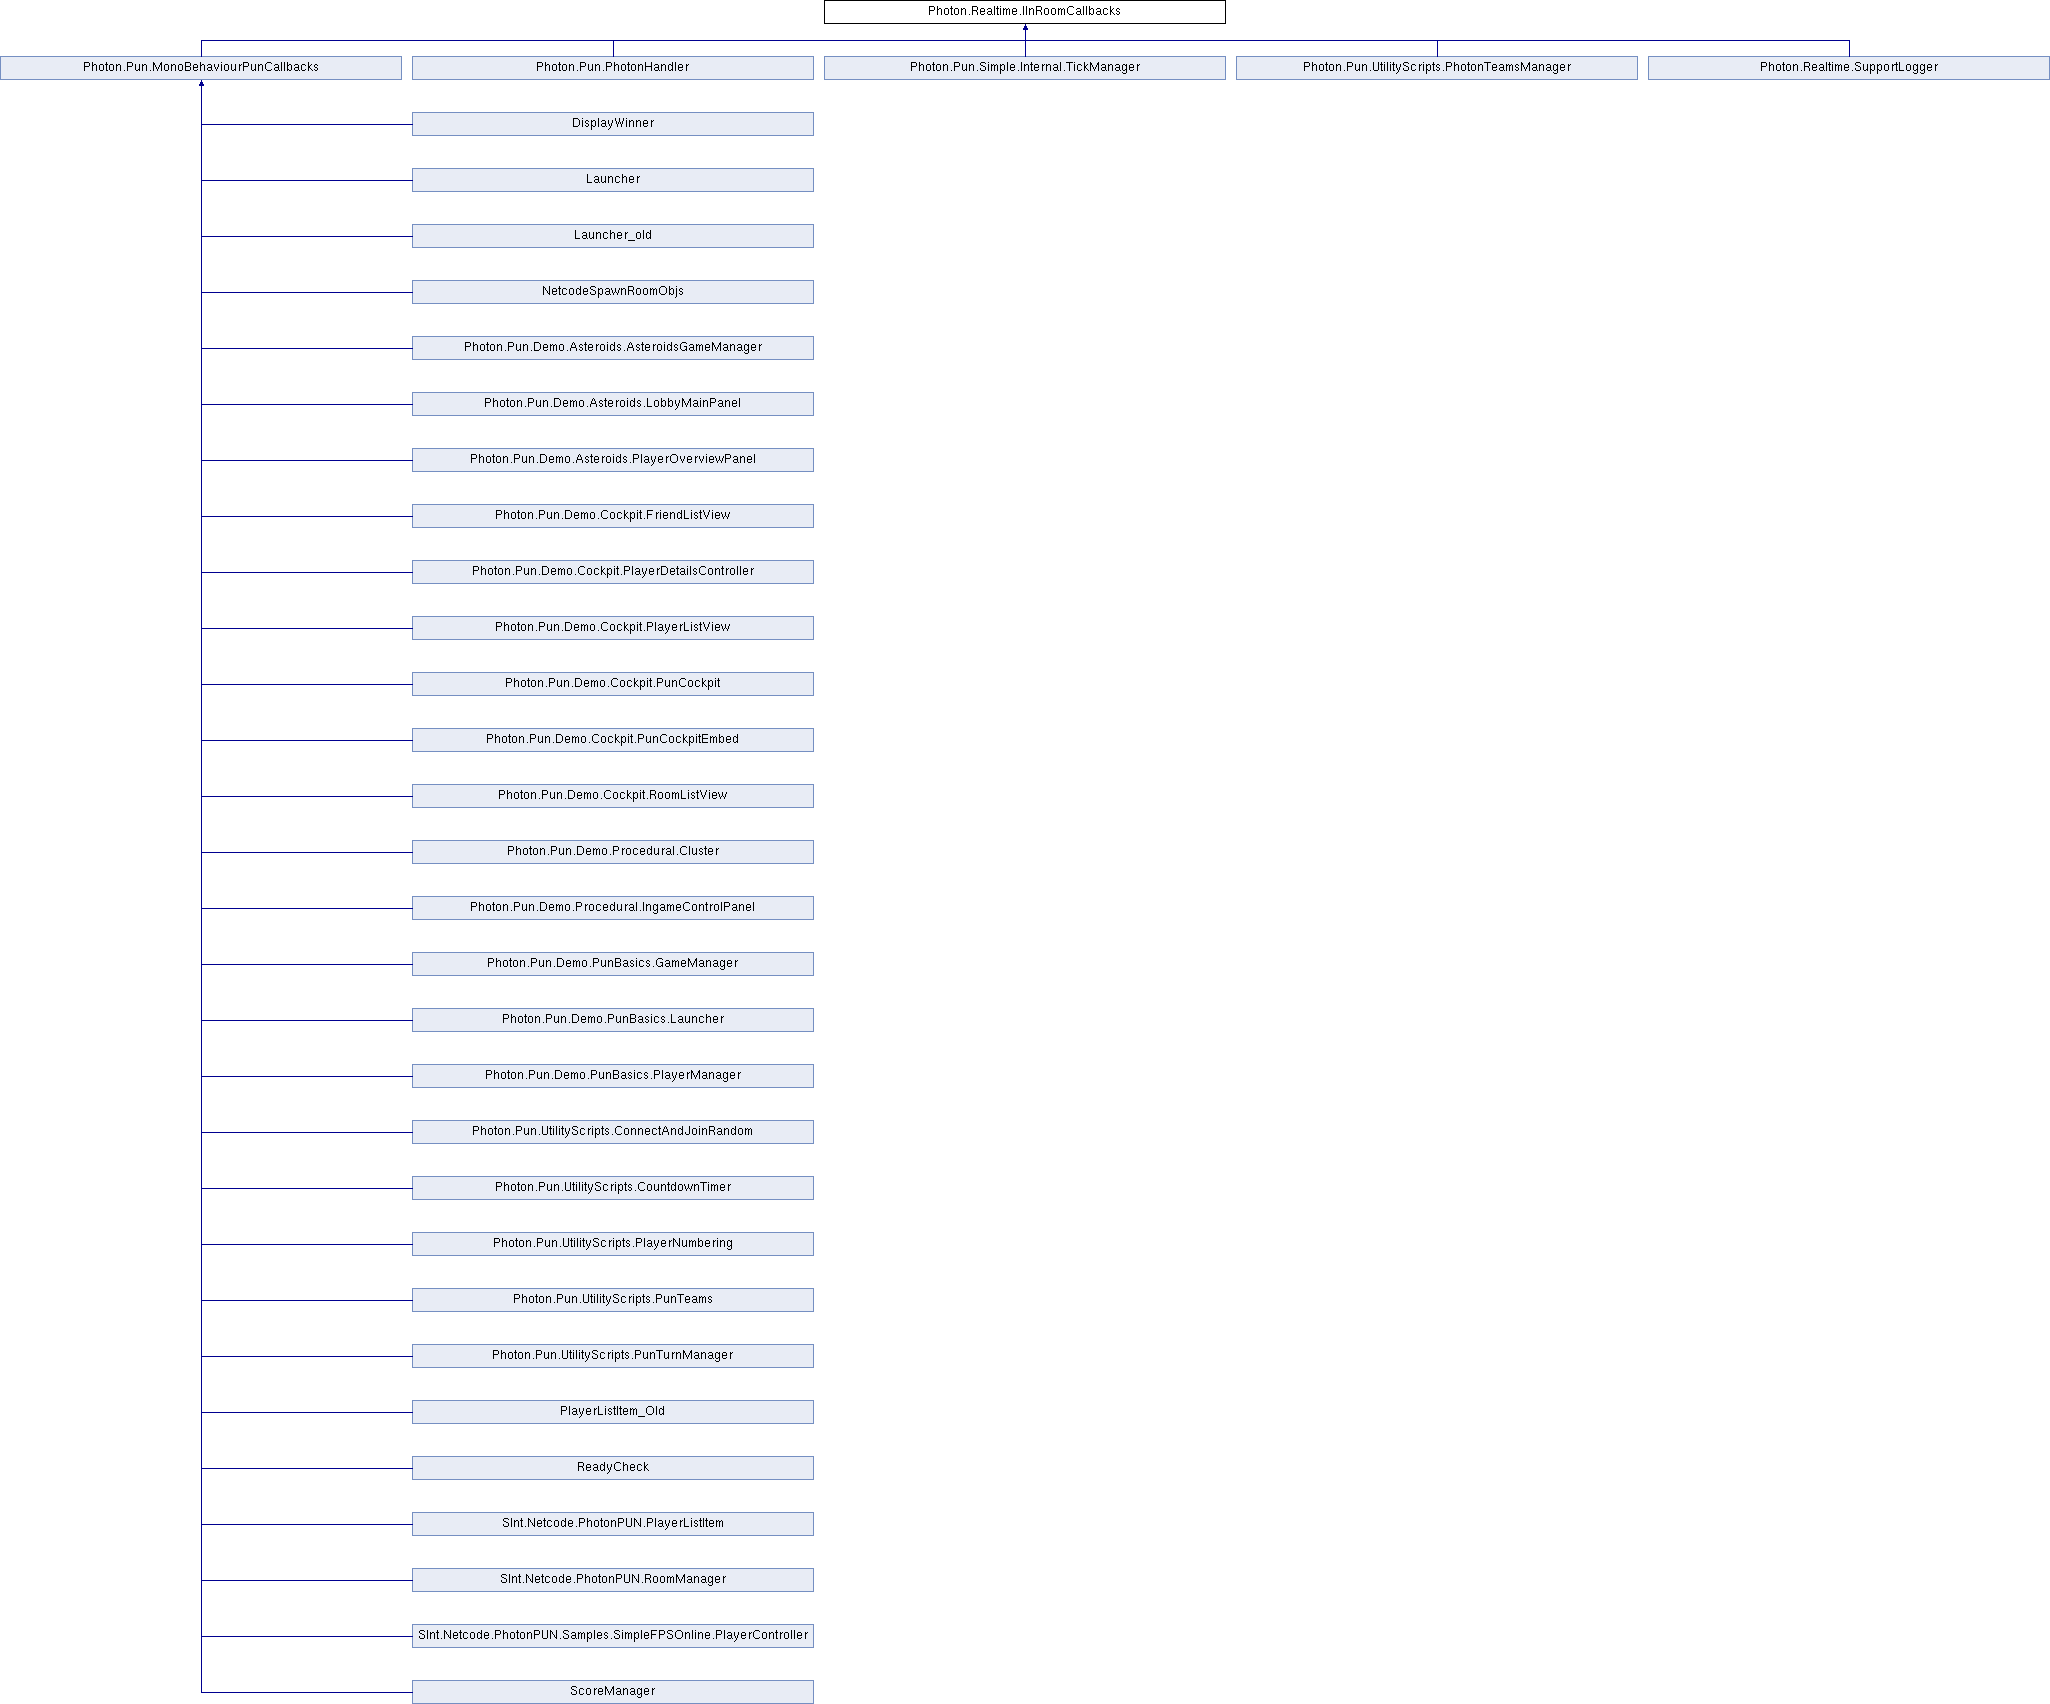 Photon.Realtime.IInRoomCallbacks
Photon.Pun.MonoBehaviourPunCallbacks
Photon.Pun.PhotonHandler
Photon.Pun.Simple.Internal.TickManager
Photon.Pun.UtilityScripts.PhotonTeamsManager
Photon.Realtime.SupportLogger
DisplayWinner
Launcher
Launcher_old
NetcodeSpawnRoomObjs
Photon.Pun.Demo.Asteroids.AsteroidsGameManager
Photon.Pun.Demo.Asteroids.LobbyMainPanel
Photon.Pun.Demo.Asteroids.PlayerOverviewPanel
Photon.Pun.Demo.Cockpit.FriendListView
Photon.Pun.Demo.Cockpit.PlayerDetailsController
Photon.Pun.Demo.Cockpit.PlayerListView
Photon.Pun.Demo.Cockpit.PunCockpit
Photon.Pun.Demo.Cockpit.PunCockpitEmbed
Photon.Pun.Demo.Cockpit.RoomListView
Photon.Pun.Demo.Procedural.Cluster
Photon.Pun.Demo.Procedural.IngameControlPanel
Photon.Pun.Demo.PunBasics.GameManager
Photon.Pun.Demo.PunBasics.Launcher
Photon.Pun.Demo.PunBasics.PlayerManager
Photon.Pun.UtilityScripts.ConnectAndJoinRandom
Photon.Pun.UtilityScripts.CountdownTimer
Photon.Pun.UtilityScripts.PlayerNumbering
Photon.Pun.UtilityScripts.PunTeams
Photon.Pun.UtilityScripts.PunTurnManager
PlayerListItem_Old
ReadyCheck
SInt.Netcode.PhotonPUN.PlayerListItem
SInt.Netcode.PhotonPUN.RoomManager
SInt.Netcode.PhotonPUN.Samples.SimpleFPSOnline.PlayerController
ScoreManager